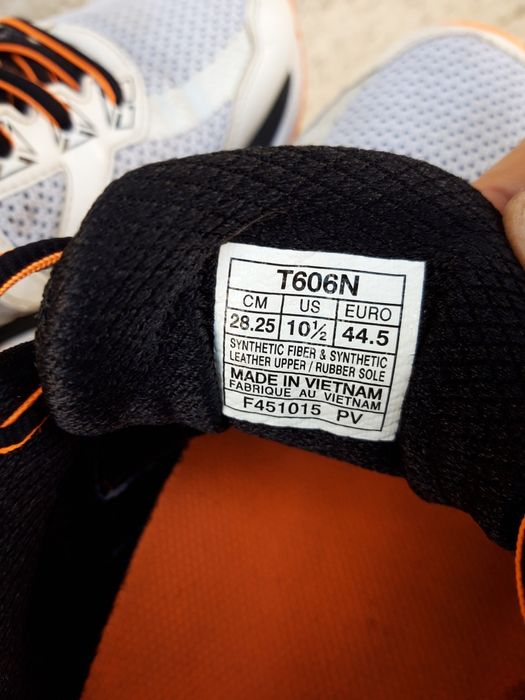 T606N
CM US EURO
28.25 10½ 44.5
SYNTHETIC FIBER & SYNTHETIC
LEATHER UPPER / RUBBER SOLE
MADE IN VIETNAM
FABRIQUE AU VIETNAM
F451015 PV